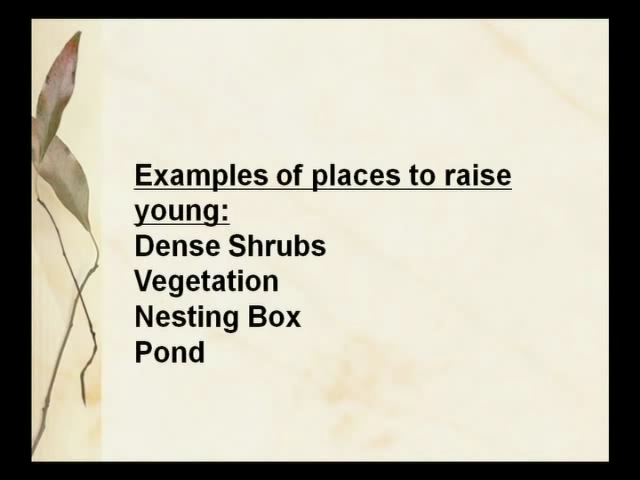 Examples of places to raise
young:
Dense Shrubs
Vegetation
Nesting Box
Pond